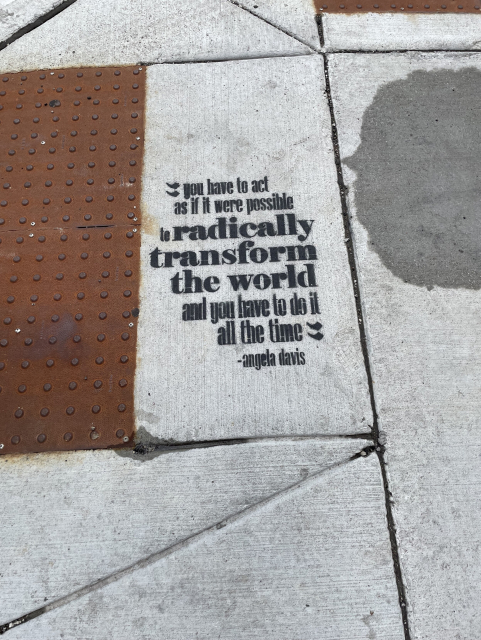 "you have to act
as if it were possible
to radically
transform
the world
and you have to do it
all the time"
-angela davis